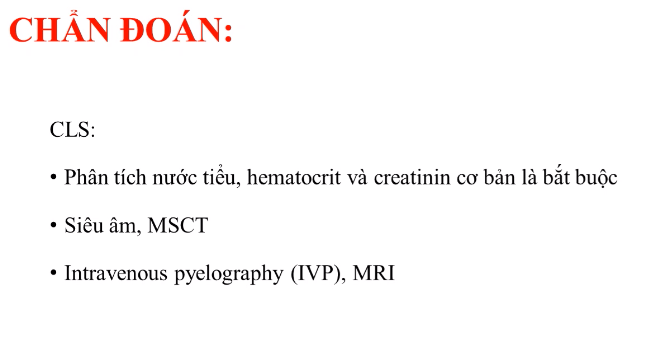 CHẨN ĐOÁN:
CLS:
• Phân tích nước tiểu, hematocrit và creatinin cơ bản là bắt buộc
• Siêu âm, MSCT
• Intravenous pyelography (IVP), MRI